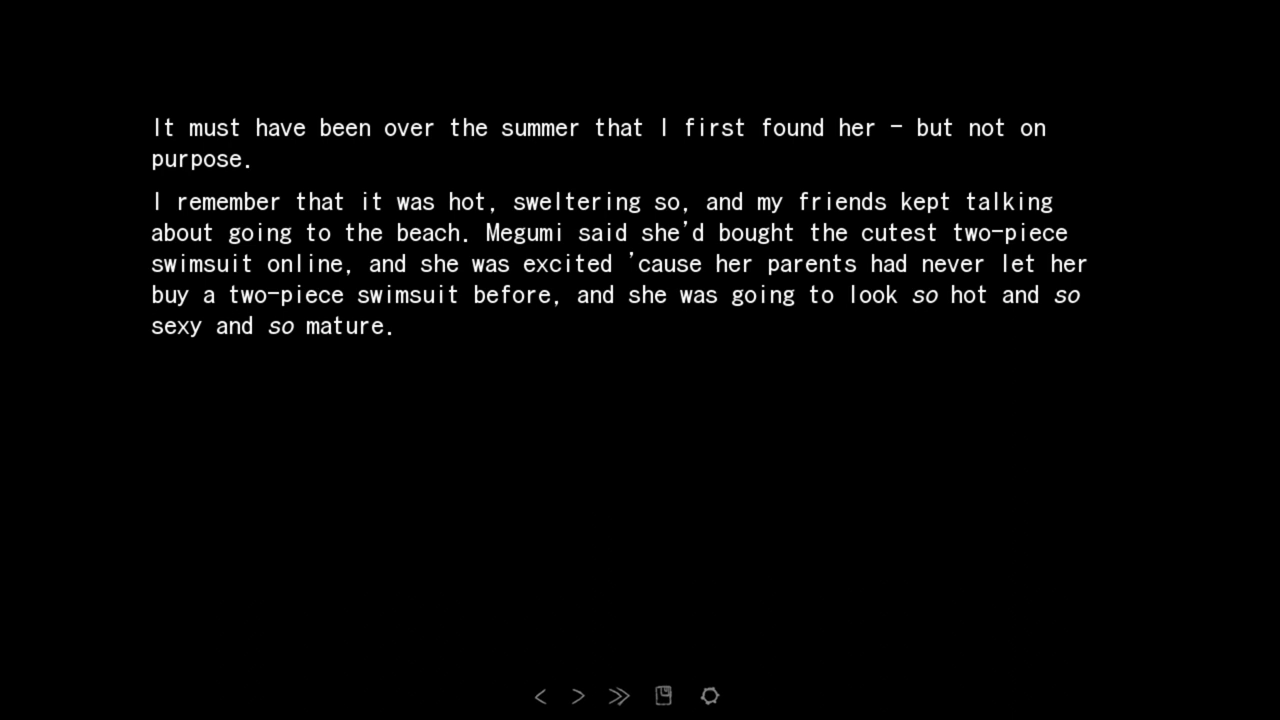 It must have been over the summer that I first found her – but not on
purpose.
I remember that it was hot, sweltering so, and my friends kept talking
about going to the beach. Megumi said she’d bought the cutest two-piece
swimsuit online, and she was excited ’cause her parents had never let her
buy a two-piece swimsuit before, and she was going to look so hot and so
sexy and so mature.